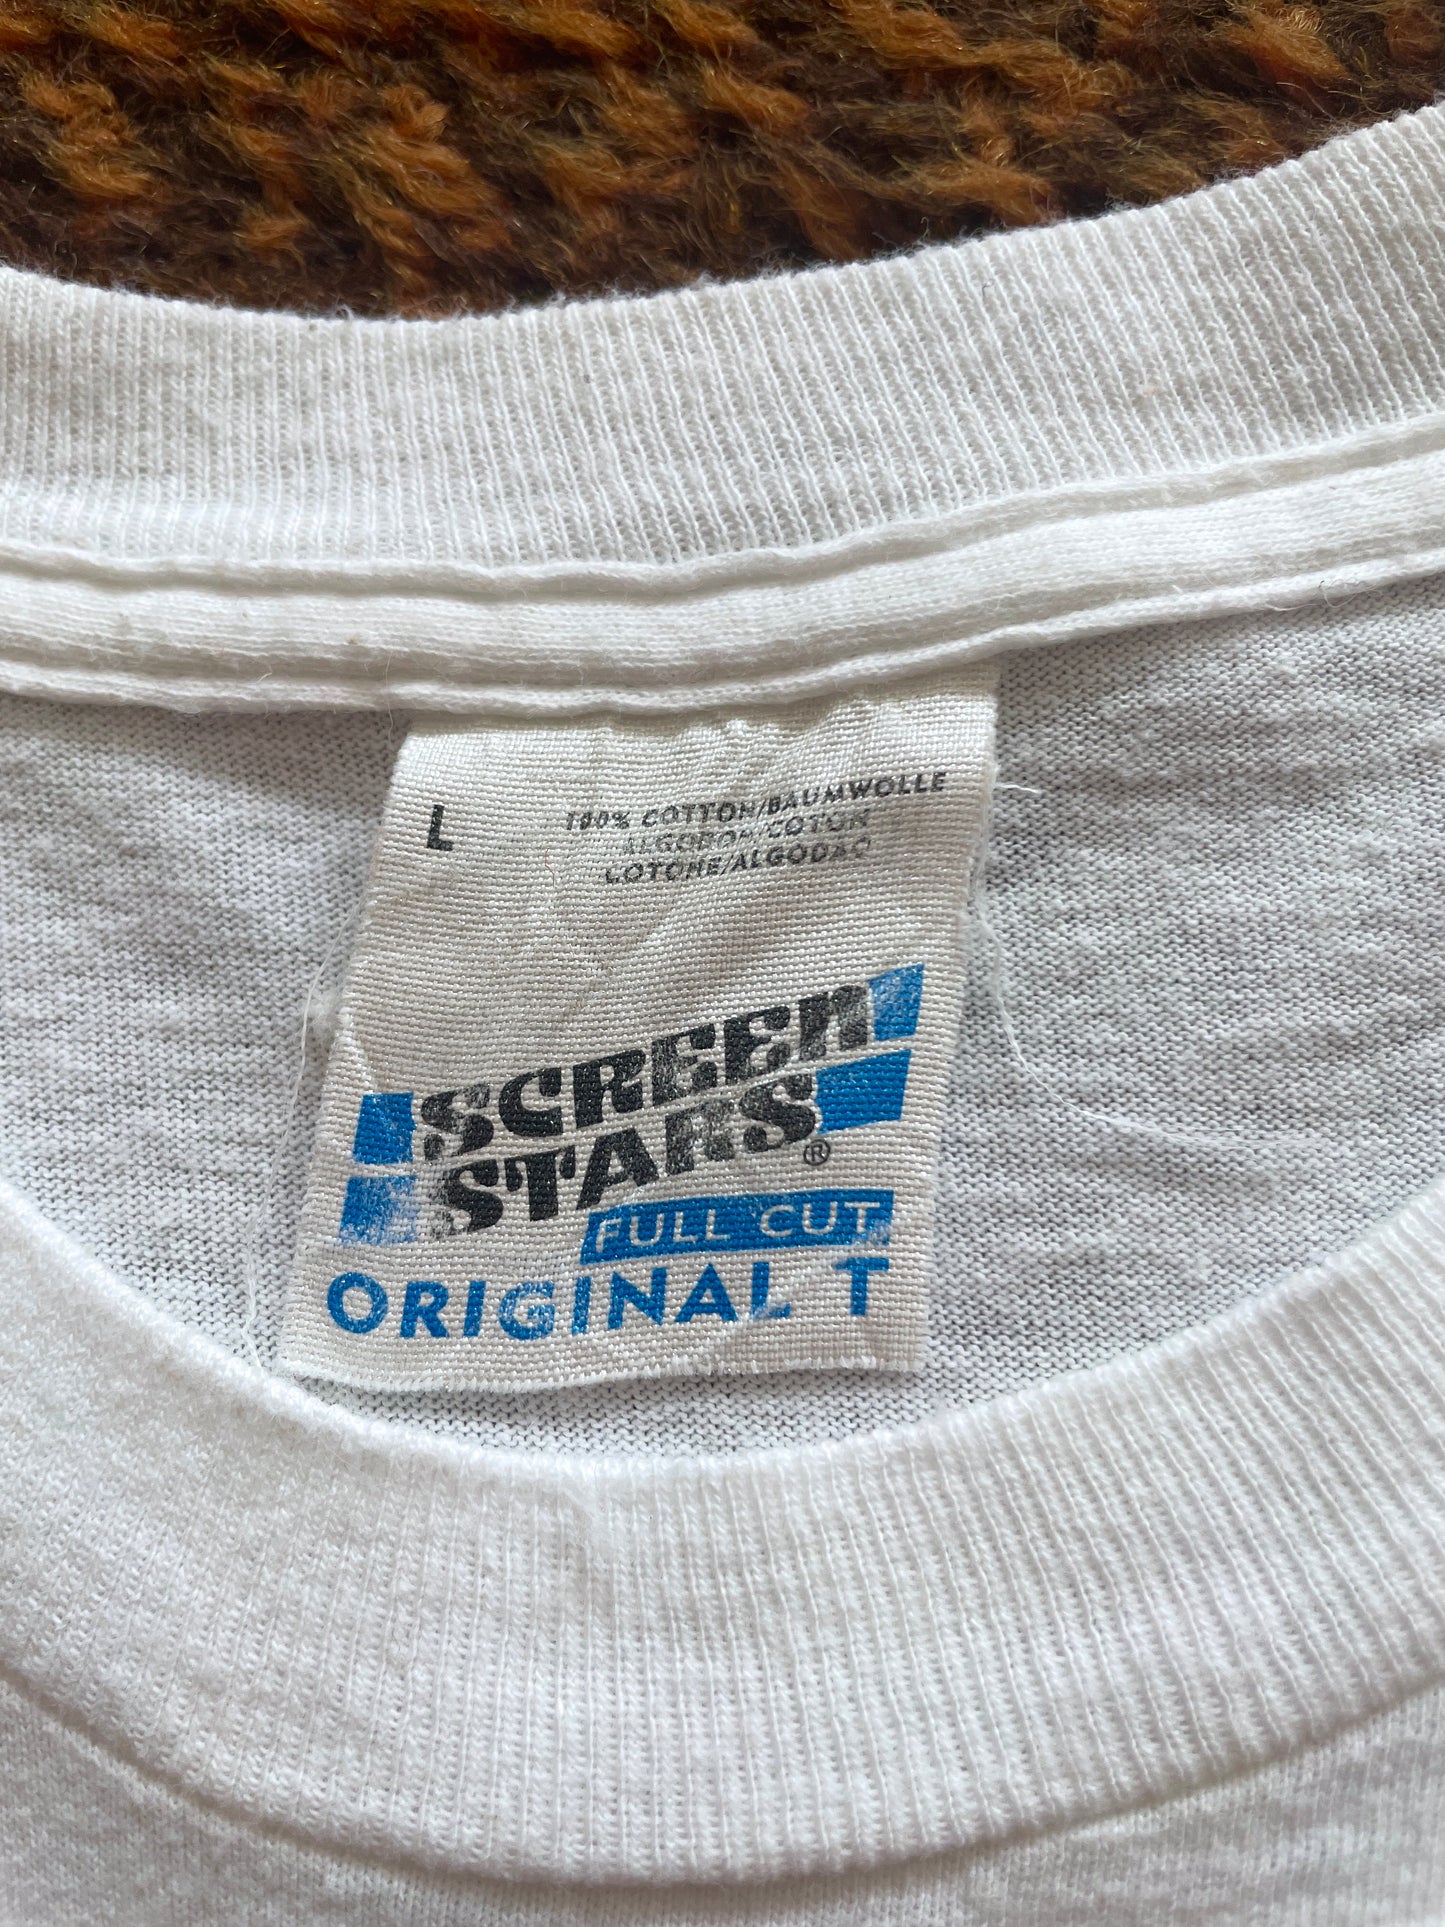 L
100% COTTON/BAUMWOLLE
ALGODON/COTON
COTONE/ALGODAO
SCREEN
STARS®
FULL CUT
ORIGINAL T